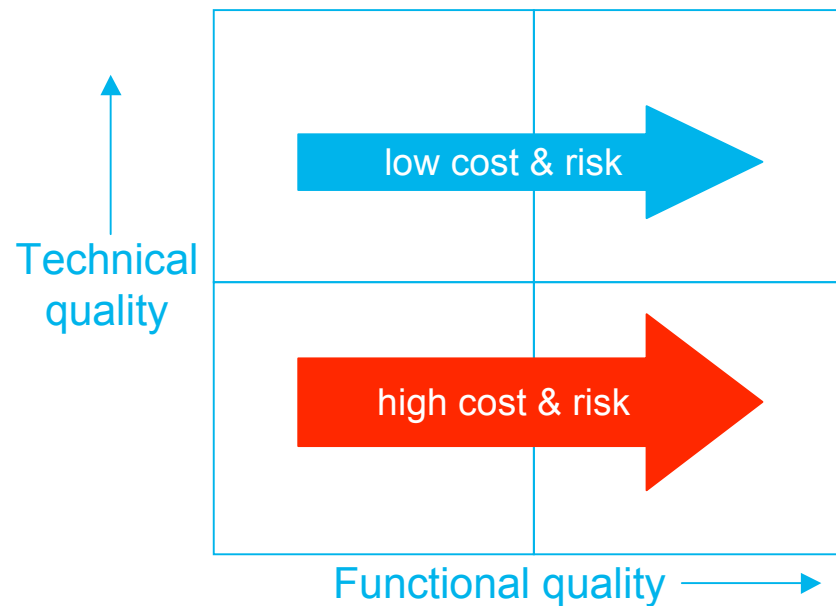 low cost & risk
Technical
quality
high cost & risk
Functional quality